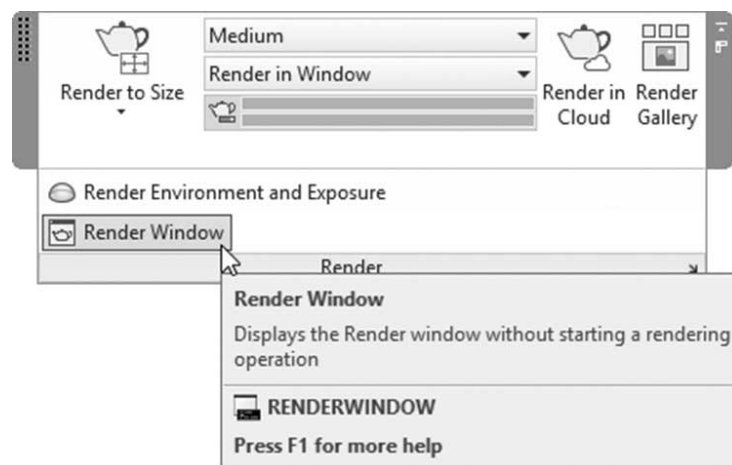 Medium
Render in Window
Render to Size
Render in
Cloud
Render
Gallery
Render Environment and Exposure
Render Window
Render
Render Window
Displays the Render window without starting a rendering
operation
RENDERWINDOW
Press F1 for more help